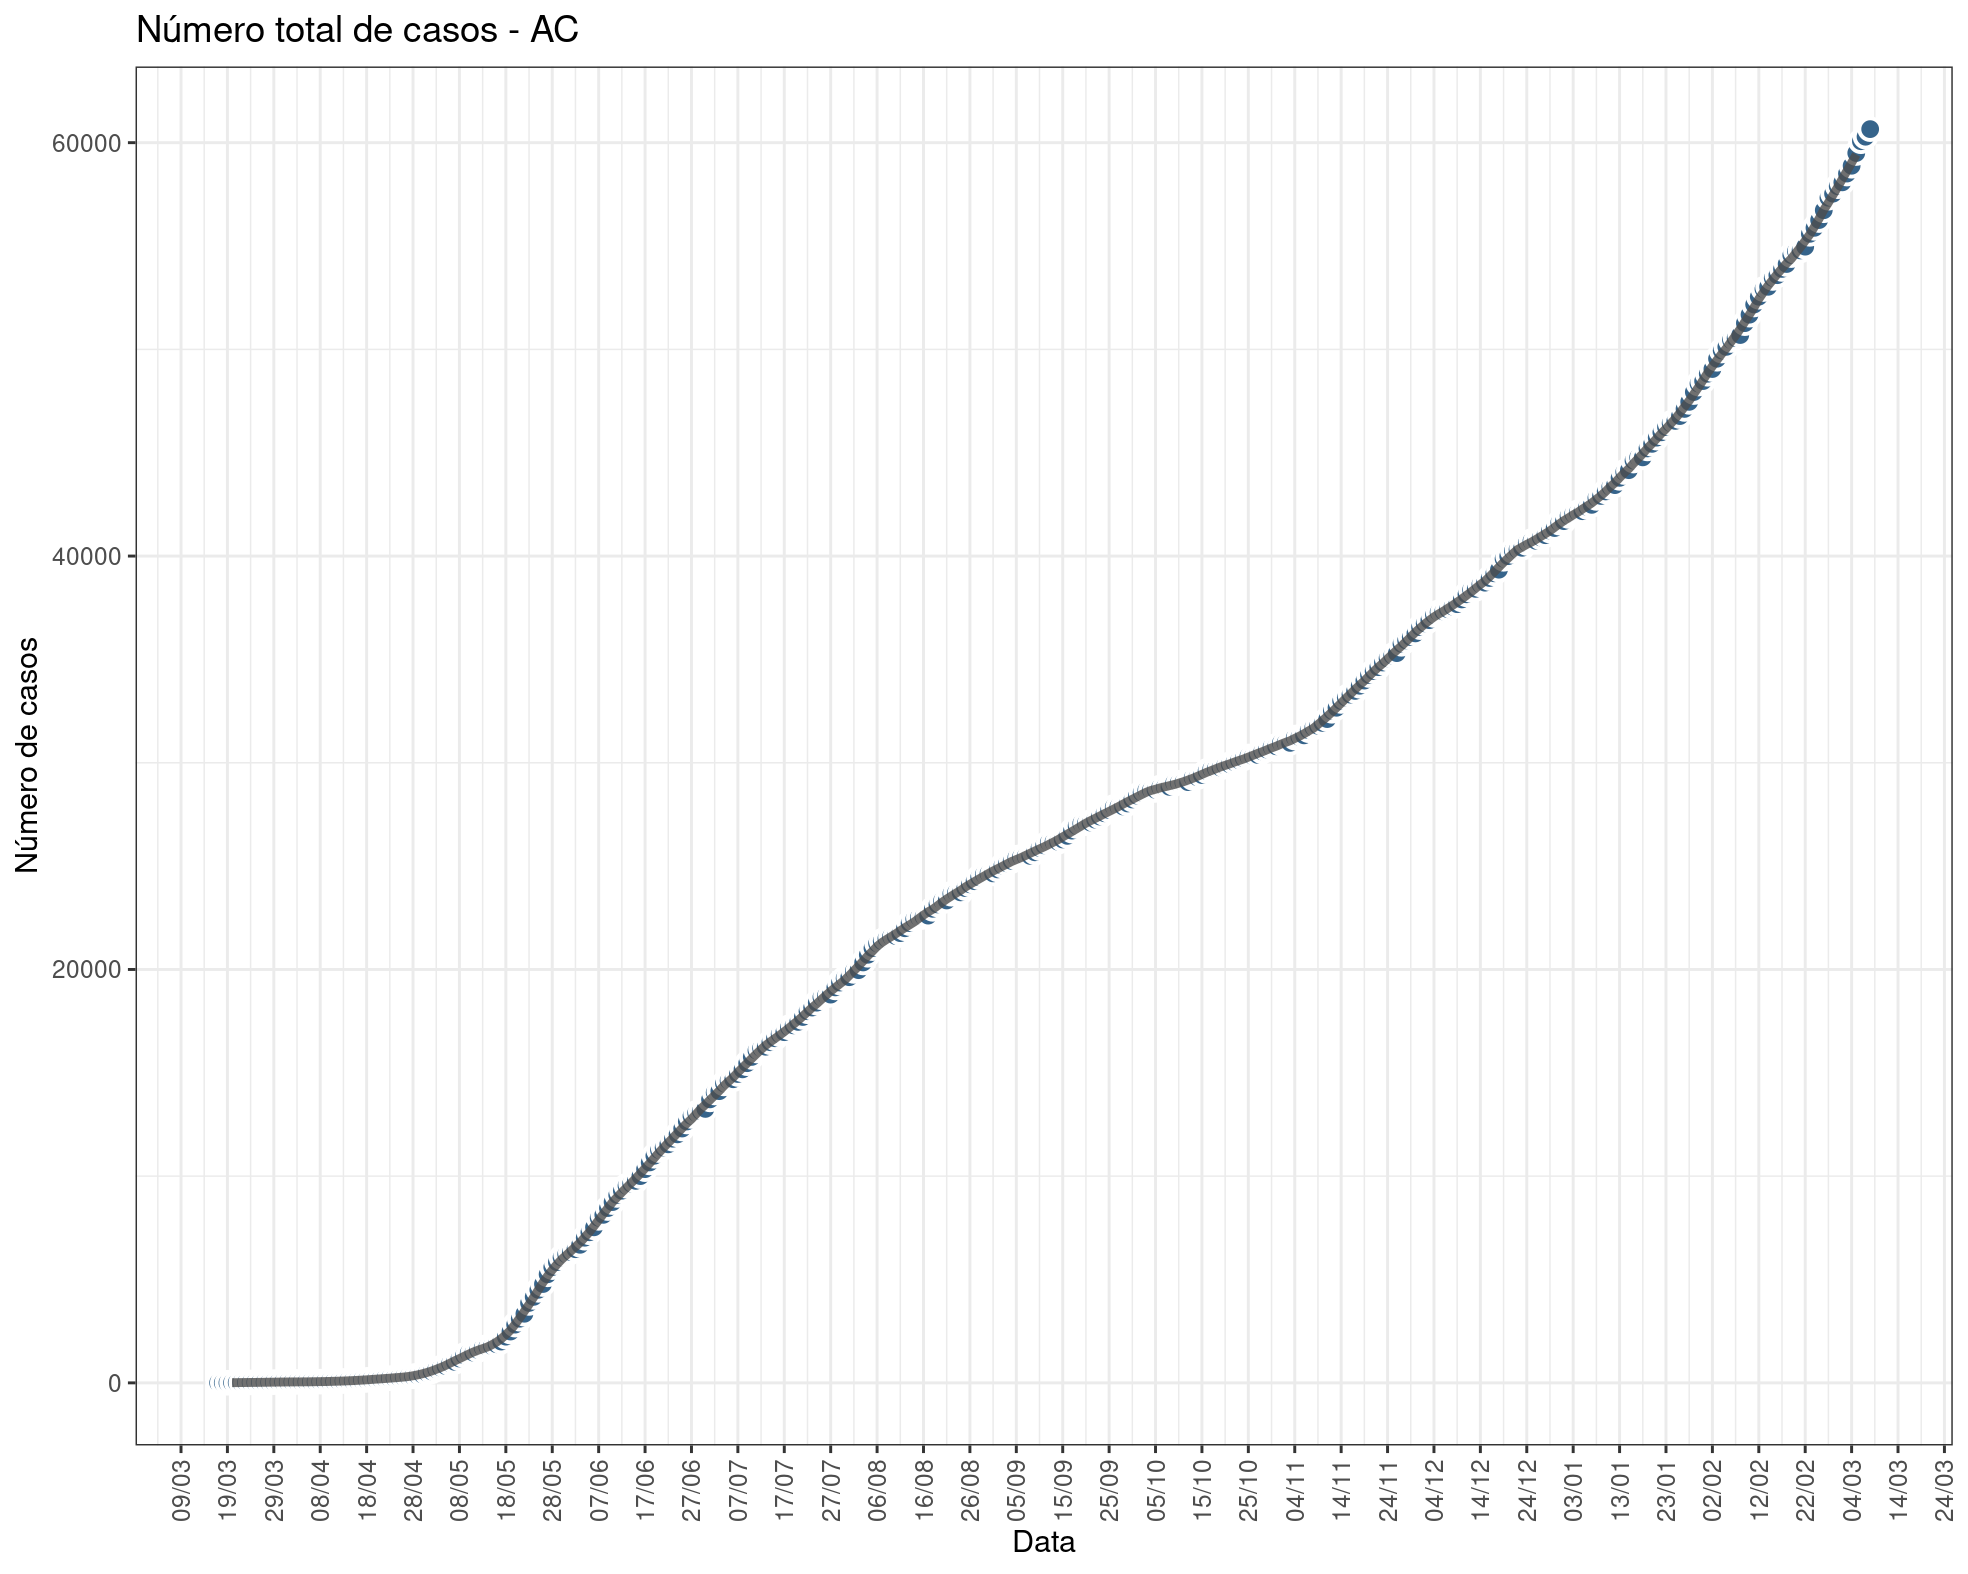 Número total de casos - AC
60000
40000
20000
0
Número de casos
09/03 19/03 29/03 08/04 18/04 28/04 08/05 18/05 28/05 07/06 17/06 27/06 07/07 17/07 27/07 06/08 16/08 26/08 05/09 15/09 25/09 05/10 15/10 25/10 04/11 14/11 24/11 04/12 14/12 24/12 03/01 13/01 23/01 02/02 12/02 22/02 04/03 14/03 24/03
Data